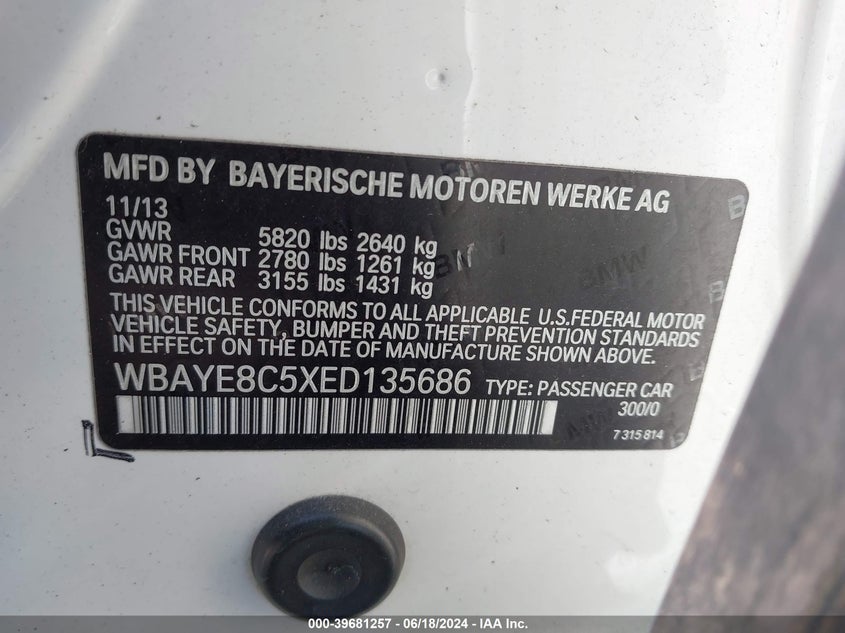 MFD BY BAYERISCHE MOTOREN WERKE AG
11/13
GVWR 5820 lbs 2640 kg
GAWR FRONT 2780 lbs 1261 kg
GAWR REAR 3155 lbs 1431 kg
THIS VEHICLE CONFORMS TO ALL APPLICABLE U.S.FEDERAL MOTOR
VEHICLE SAFETY, BUMPER AND THEFT PREVENTION STANDARDS
IN EFFECT ON THE DATE OF MANUFACTURE SHOWN ABOVE.
WBAYE8C5XED135686 TYPE: PASSENGER CAR
300/0
7 315 814
BMW
000-39681257 - 06/18/2024 - IAA Inc.